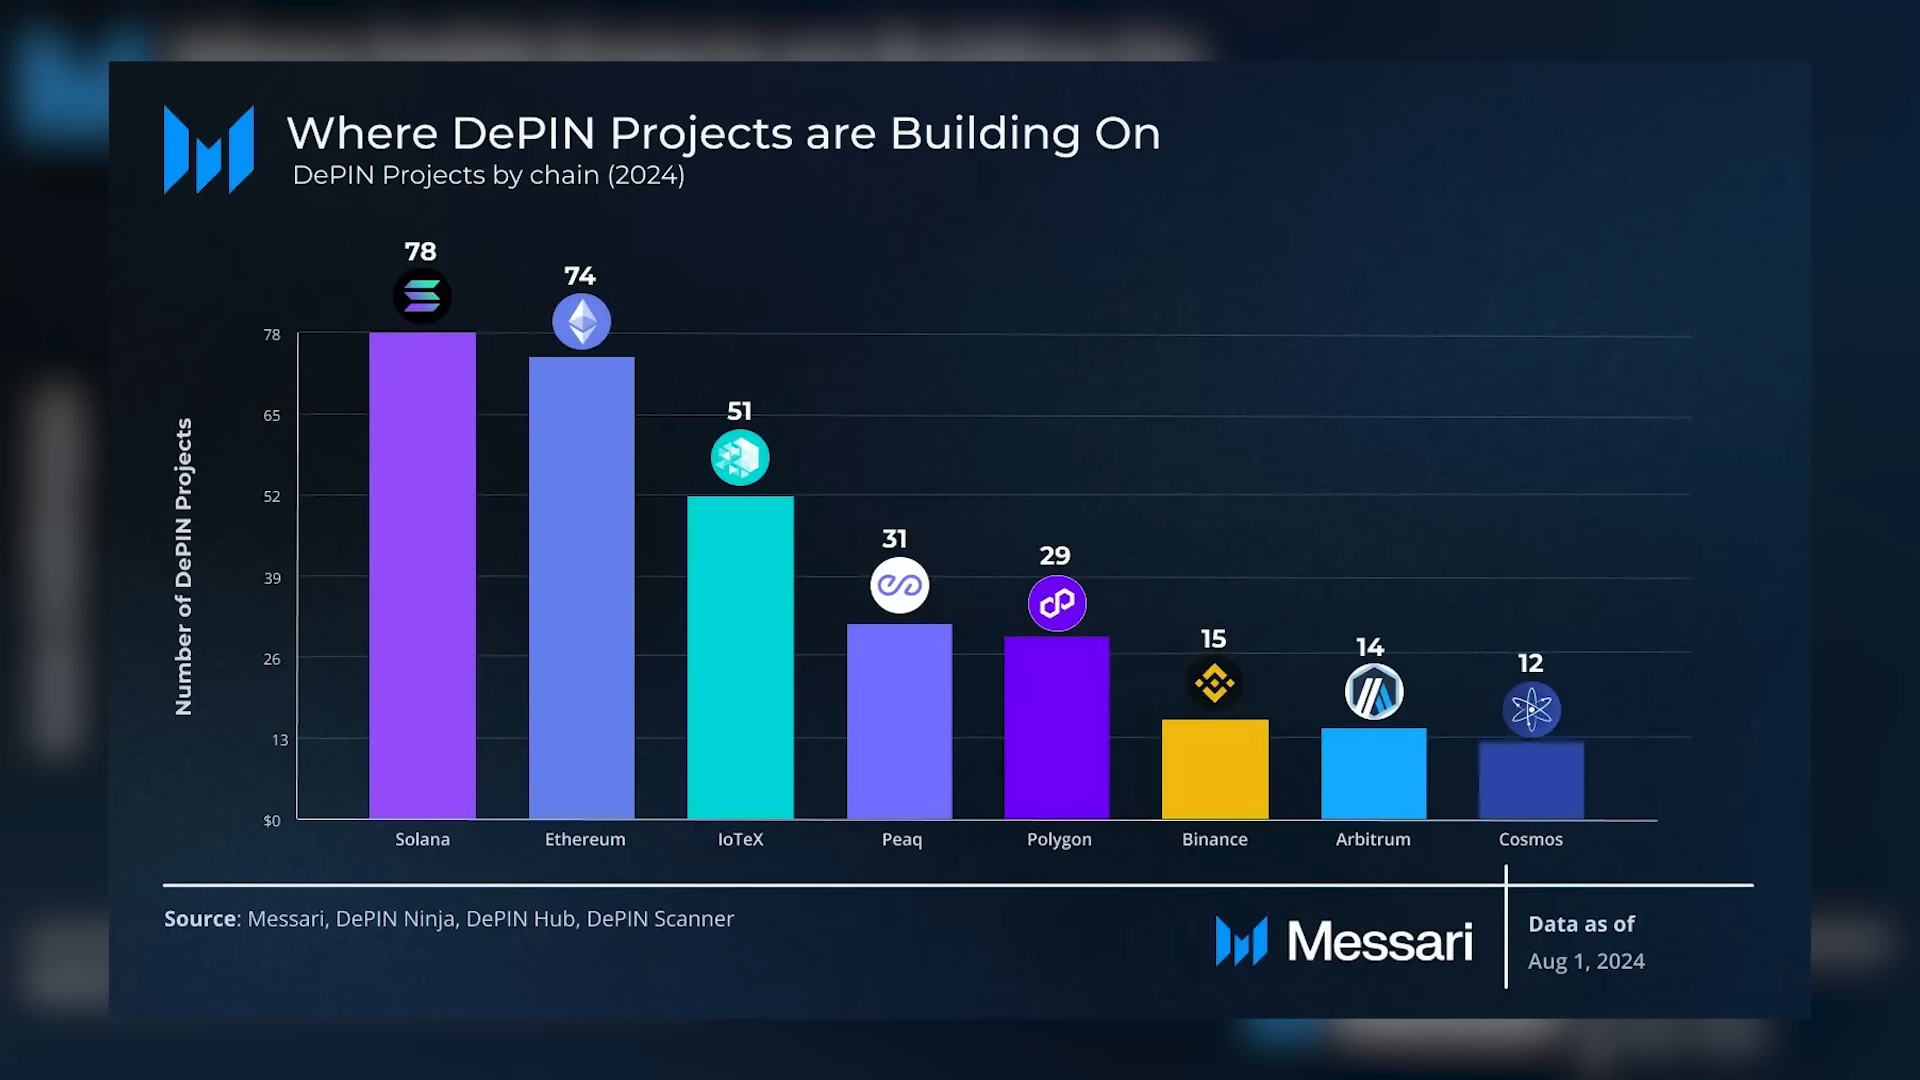 Where DePIN Projects are Building On
DePIN Projects by chain (2024)
78
74
51
31
29
15
14
12
Number of DePIN Projects
78
65
52
39
26
13
$0
Solana
Ethereum
IoTeX
Peaq
Polygon
Binance
Arbitrum
Cosmos
Source: Messari, DePIN Ninja, DePIN Hub, DePIN Scanner
Messari
Data as of
Aug 1, 2024